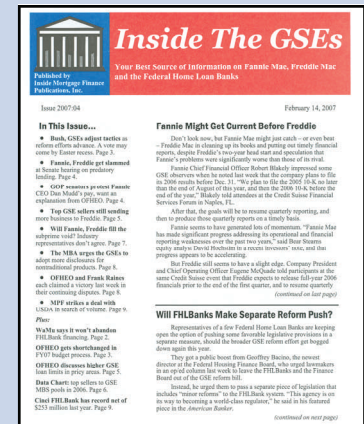 Inside The GSEs
Your Best Source of Information on Fannie Mae, Freddie Mac
and the Federal Home Loan Banks
Published by
Inside Mortgage Finance
Publications, Inc.
Issue 2007:04
February 14, 2007
In This Issue...
• Bush, GSEs adjust tactics as
reform efforts advance. A vote may
come by Easter recess. Page 3.
• Fannie, Freddie get slammed
at Senate hearing on predatory
lending. Page 4.
• GOP senators protest Fannie
CEO Dan Mudd's pay, want an
explanation from OFHEO. Page 4.
• Top GSE sellers still sending
more business to Freddie. Page 5.
• Will Fannie, Freddie fill the
subprime void? Industry
representatives don't agree. Page 7.
• The MBA urges the GSEs to
adopt more disclosures for
nontraditional products. Page 8.
• OFHEO and Frank Raines
each claimed a victory last week in
their continuing disputes. Page 8.
• MPF strikes a deal with
USDA in search of volume. Page 9.
Plus:
WaMu says it won't abandon
FHLBank financing. Page 2.
OFHEO gets shortchanged in
FY07 budget process. Page 3.
OFHEO discusses higher GSE
loan limits in pricy areas. Page 5.
Data Chart: top sellers to GSE
MBS pools in 2006. Page 6.
Cinci FHLBank has record net of
$253 million last year. Page 9.
Fannie Might Get Current Before Freddie
Don't look now, but Fannie Mae just might catch – or even beat
– Freddie Mac in cleaning up its books and putting out timely financial
reports, despite Freddie's two-year head start and speculation that
Fannie's problems were significantly worse than those of its rival.
Fannie Chief Financial Officer Robert Blakely impressed some
GSE observers when he noted last week that the company plans to file
its 2006 results before Dec. 31. "We plan to file the 2005 10-K no later
than the end of August of this year, and then the 2006 10-K before the
end of the year," Blakely told attendees at the Credit Suisse Financial
Services Forum in Naples, FL.
After that, the goals will be to resume quarterly reporting, and
then to produce those quarterly reports on a timely basis.
Fannie seems to have generated lots of momentum. "Fannie Mae
has made significant progress addressing its operational and financial
reporting weaknesses over the past two years," said Bear Stearns
equity analyst David Hochstim in a recent investors' note, and that
progress appears to be accelerating.
But Freddie still seems to have a slight edge. Company President
and Chief Operating Officer Eugene McQuade told participants at the
same Credit Suisse event that Freddie expects to release full-year 2006
financials prior to the end of the first quarter, and to resume quarterly
(continued on last page)
Will FHLBanks Make Separate Reform Push?
Representatives of a few Federal Home Loan Banks are keeping
open the option of pushing some favorable legislative provisions in a
separate measure, should the broader GSE reform effort get bogged
down again this year.
They got a public boost from Geoffrey Bacino, the newest
director at the Federal Housing Finance Board, who urged lawmakers
in an op/ed column last week to leave the FHLBanks and the Finance
Board out of the GSE reform bill.
Instead, he urged them to pass a separate piece of legislation that
includes "minor reforms" to the FHLBank system. "This agency is on
its way to becoming a world-class regulator," he said in his featured
piece in the American Banker.
(continued on next page)